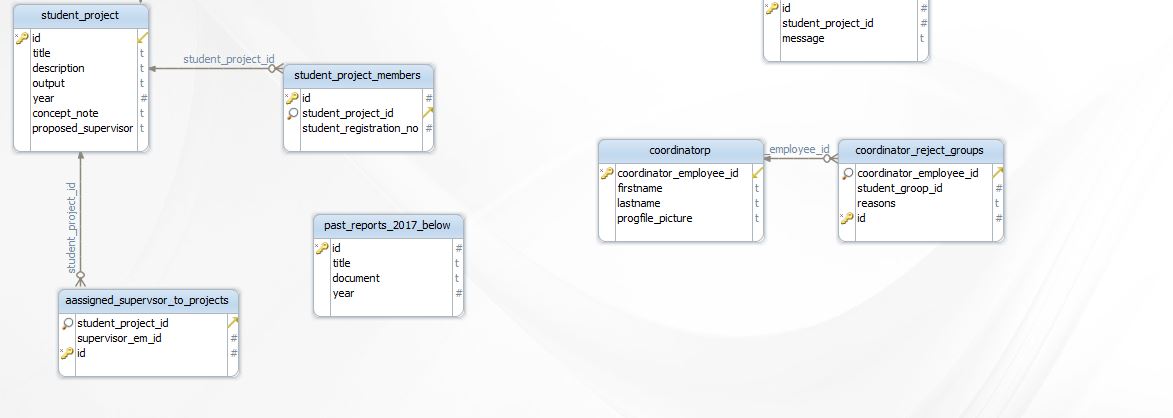 student_project
id
title t
description t
output t
year #
concept_note t
proposed_supervisor t
student_project_id
student_project_members
id #
student_project_id
student_registration_no #
id #
student_project_id #
message t
coordinatorp
coordinator_employee_id
firstname t
lastname t
progfile_picture t
_employee_id
coordinator_reject_groups
coordinator_employee_id
student_groop_id #
reasons t
id #
student_project_id
past_reports_2017_below
id #
title t
document t
year #
aassigned_supervsor_to_projects
student_project_id
supervisor_em_id #
id #